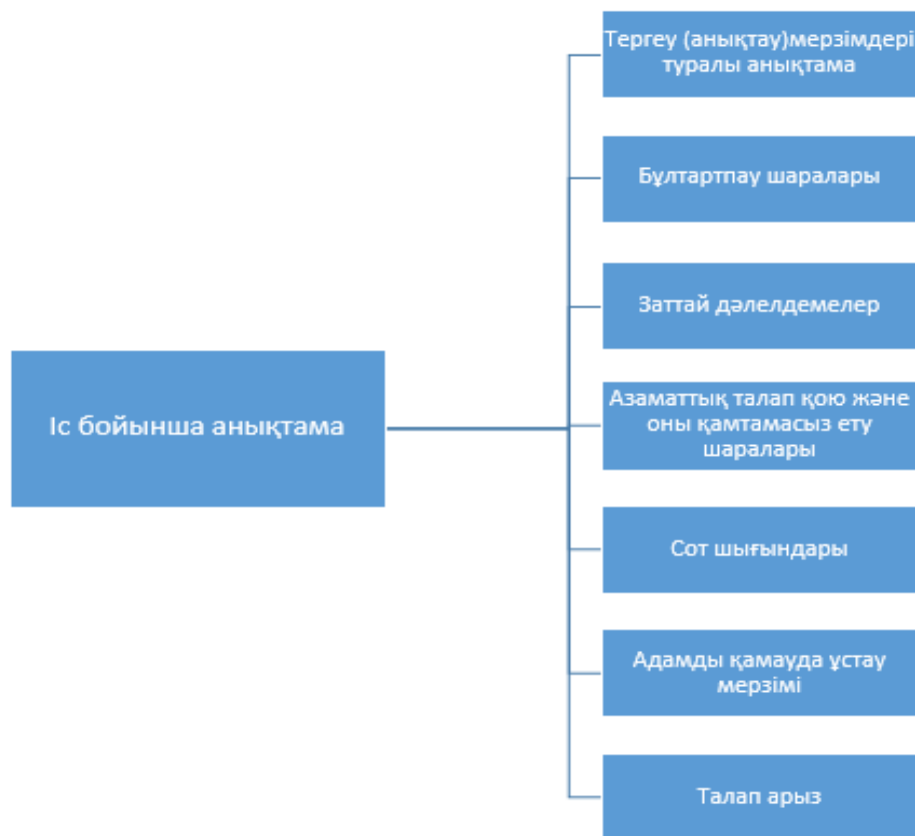 Тергеу (анықтау)мерзімдері
туралы анықтама
Бұлтартпау шаралары
Заттай дәлелдемелер
Іс бойынша анықтама
Азаматтық талап қою және
оны қамтамасыз ету
шаралары
Сот шығындары
Адамды қамауда ұстау
мерзімі
Талап арыз